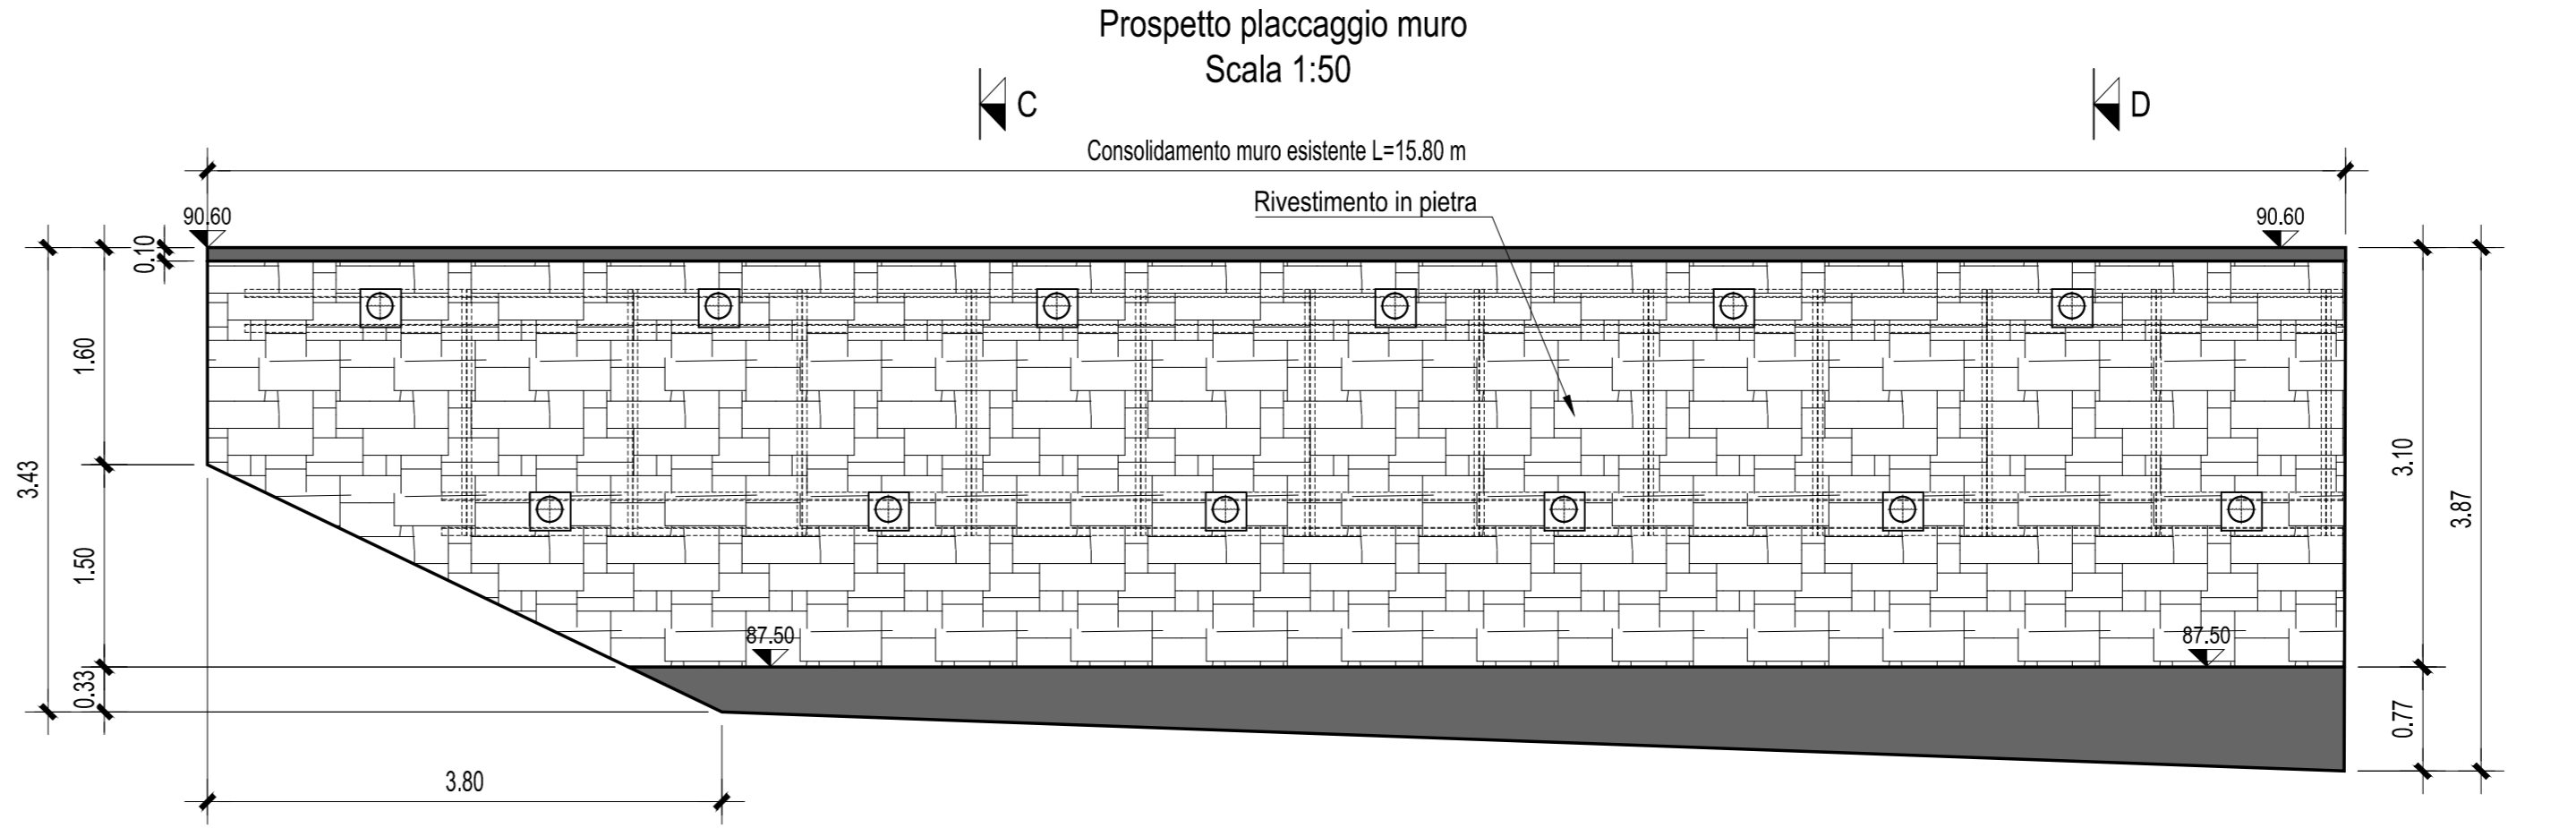 Prospetto placcaggio muro
Scala 1:50
C
D
Consolidamento muro esistente L=15.80 m
Rivestimento in pietra
90.60
90.60
0.10
1.60
3.43
1.50
0.33
3.10
3.87
0.77
87.50
87.50
3.80